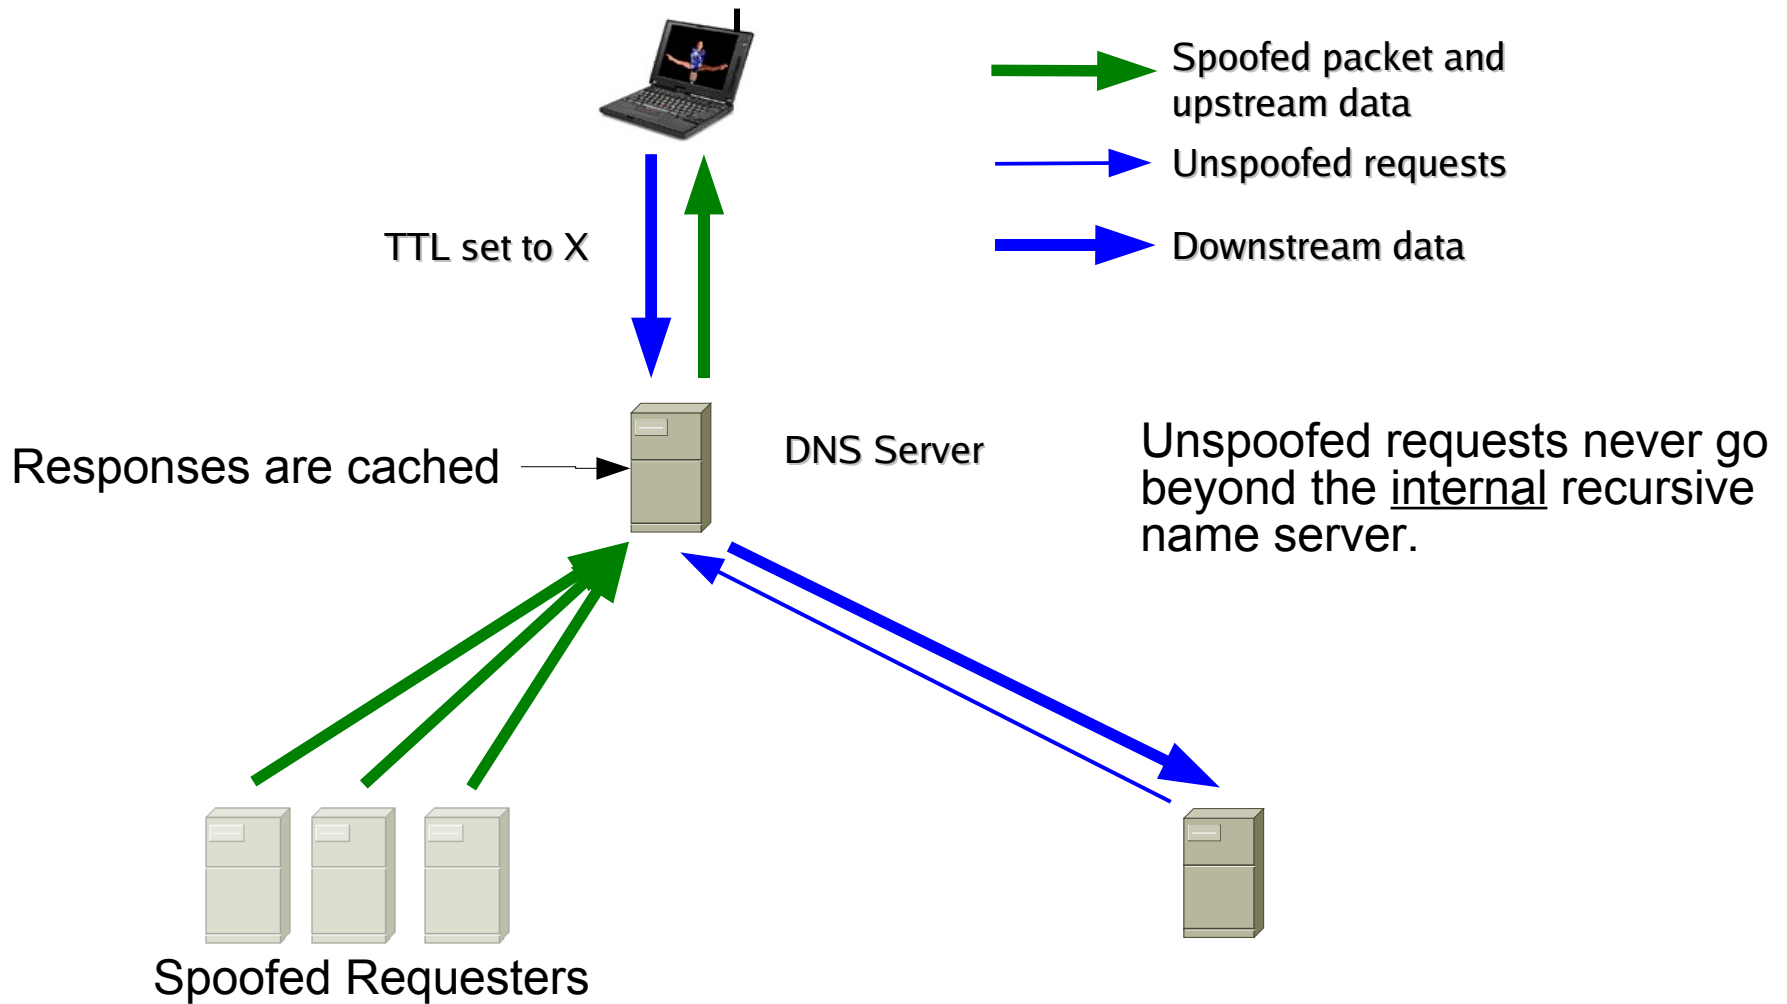 Spoofed packet and
upstream data
Unspoofed requests
TTL set to X
Downstream data
Responses are cached
DNS Server
Unspoofed requests never go
beyond the internal recursive
name server.
Spoofed Requesters